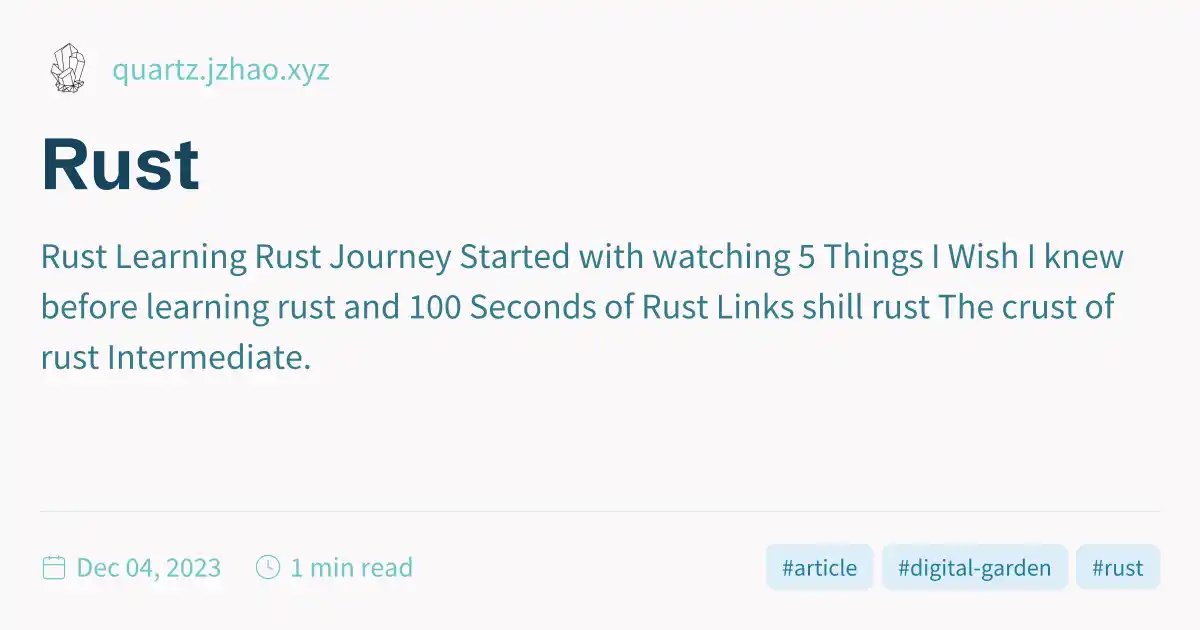 quartz.jzhao.xyz
Rust
Rust Learning Rust Journey Started with watching 5 Things I Wish I knew
before learning rust and 100 Seconds of Rust Links shill rust The crust of
rust Intermediate.
Dec 04, 2023 1 min read #article #digital-garden #rust